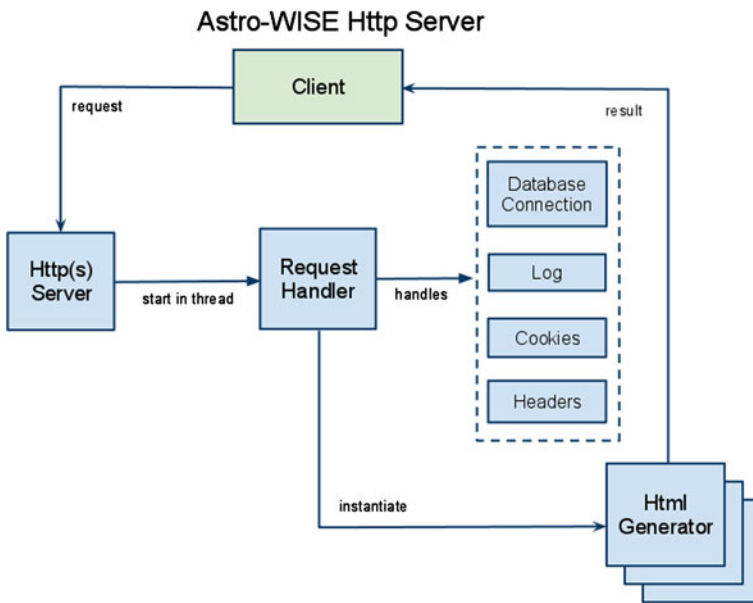 Astro-WISE Http Server
Client
request
result
Database
Connection
Http(s)
Server
Request
Handler
Log
start in thread
handles
Cookies
Headers
instantiate
Html
Generator